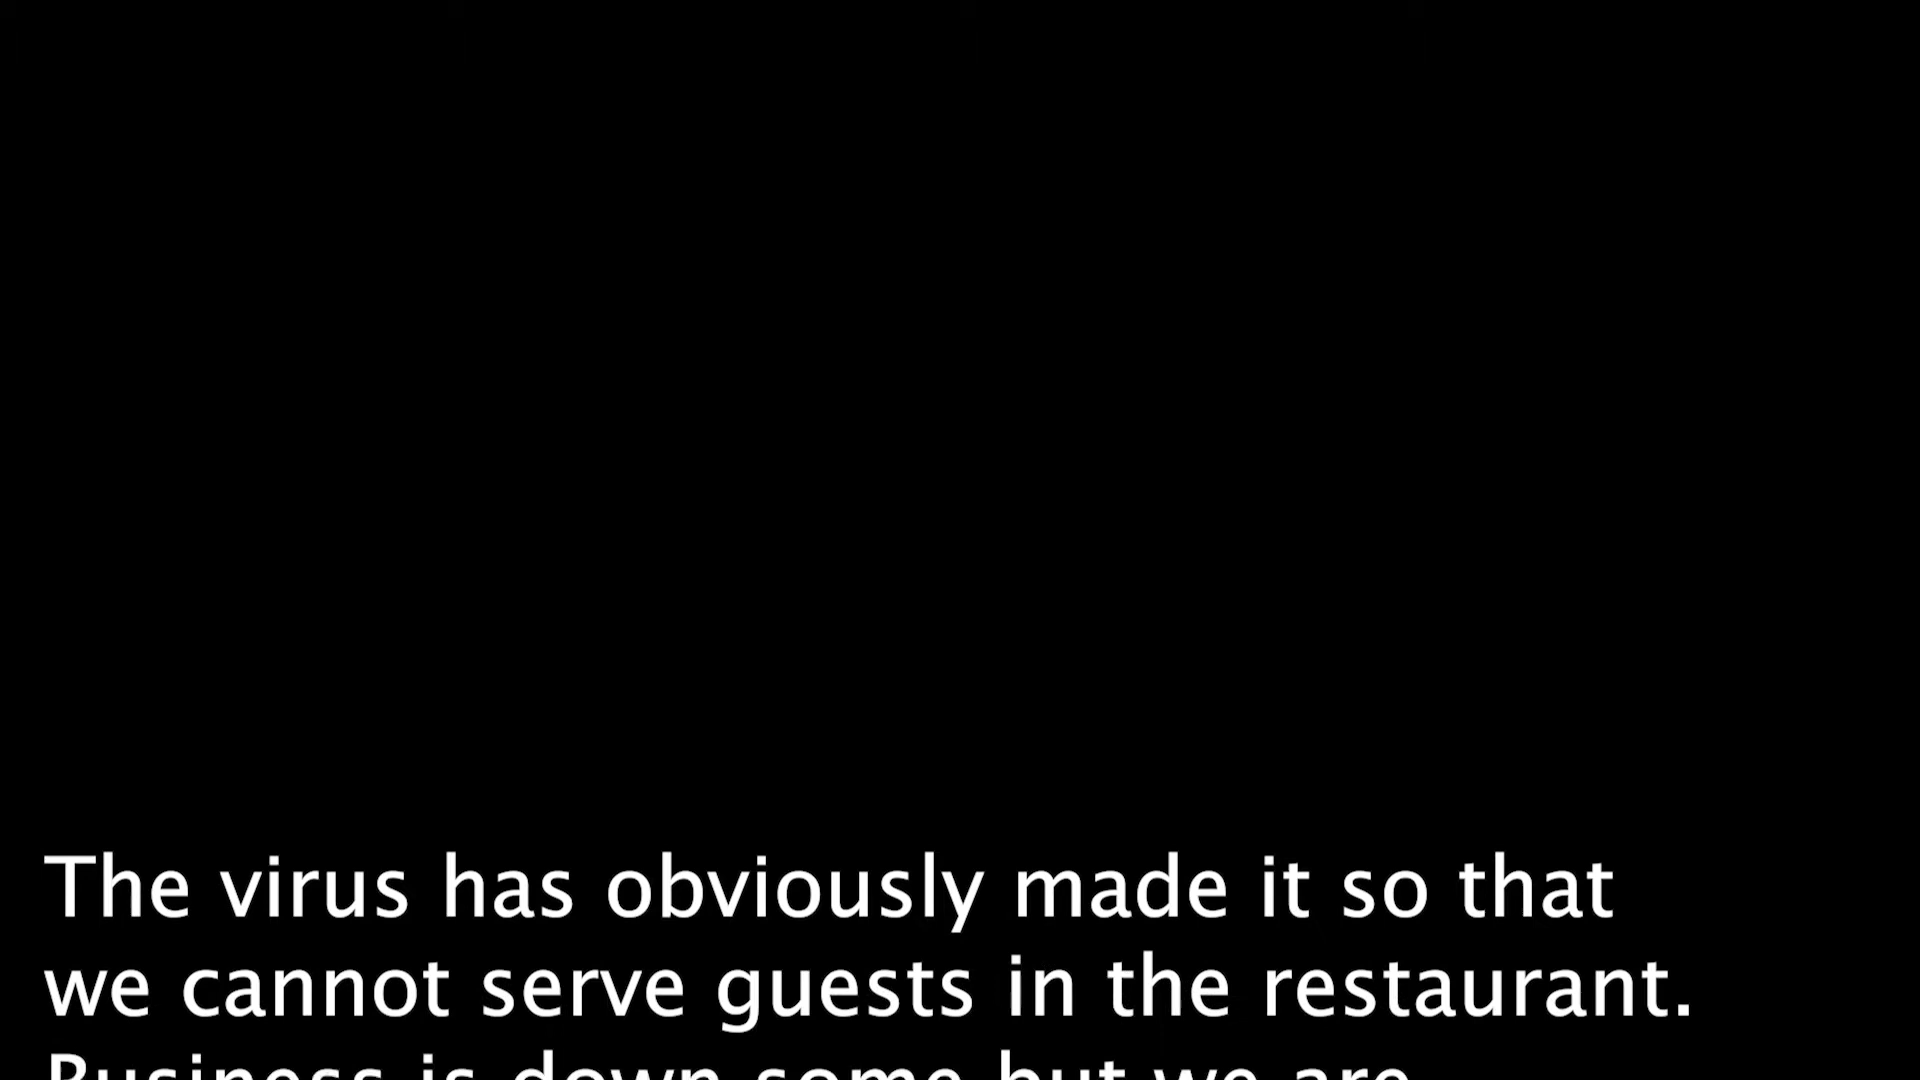 The virus has obviously made it so that
we cannot serve guests in the restaurant.
Business is down some but we are